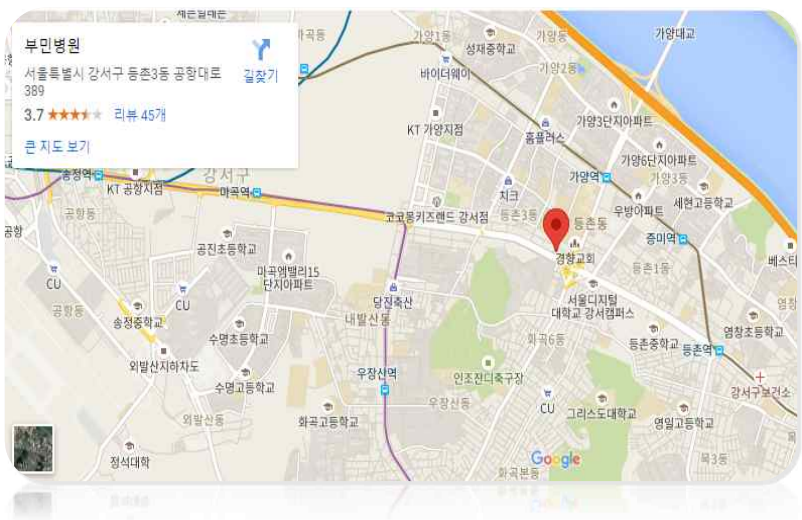 부민병원
서울특별시 강서구 등촌3동 공항대로
389
길찾기
3.7
리뷰 45개
큰 지도 보기
가양1동
성재중학교
가양동
가양대교
바이더웨이
가양2동
KT 가양지점
홈플러스
가양3단지아파트
가양6단지아파트
송정역
KT 공항지점
강서구
마곡역
가양역
가양3동
치크
우방아파트
세현고등학교
공항동
코코몽키즈랜드 강서점
등촌3동
등촌동
증미역
공항
공진초등학교
경향교회
베스티
마곡엠밸리15
단지아파트
등촌1동
CU
CU
당진축산
서울디지털
대학교 강서캠퍼스
공항동
송정중학교
내발산동
염창
수명초등학교
화곡6동
등촌중학교
등촌역
염창초등학교
외발산지하차도
우장산역
인조잔디축구장
수명고등학교
강서구보건소
우장산동
CU
그리스도대학교
외발산동
화곡고등학교
영일고등학교
정석대학
Google
목3동
화곡본동